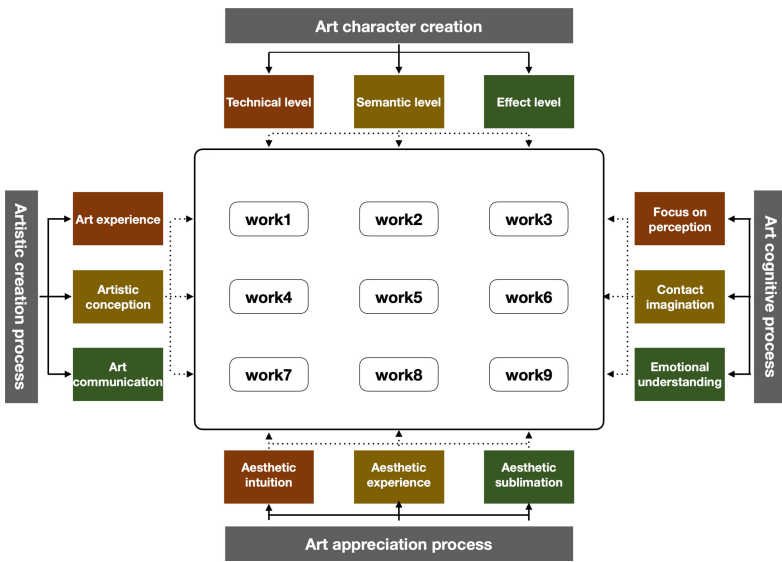 Art character creation
Technical level
Semantic level
Effect level
Artistic creation process
Art experience
Artistic
conception
Art
communication
work1
work2
work3
work4
work5
work6
work7
work8
work9
Focus on
perception
Contact
imagination
Emotional
understanding
Art cognitive process
Aesthetic
intuition
Aesthetic
experience
Aesthetic
sublimation
Art appreciation process